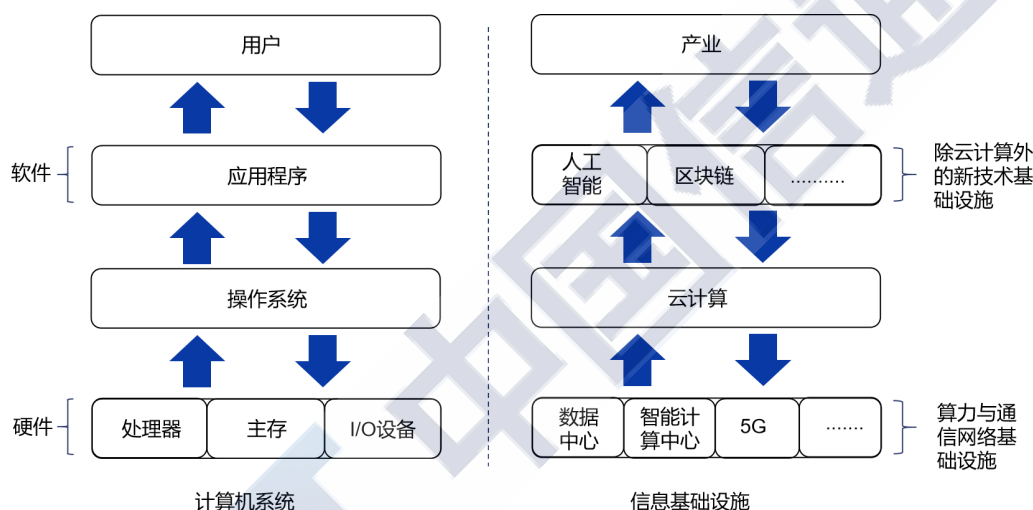 用户
软件
应用程序
操作系统
硬件
处理器
主存
I/O设备
计算机系统
产业
人工
智能
区块链
..........
除云计算外
的新技术基
础设施
云计算
数据
中心
智能计
算中心
5G
.......
算力与通
信网络基
础设施
信息基础设施
中国信通